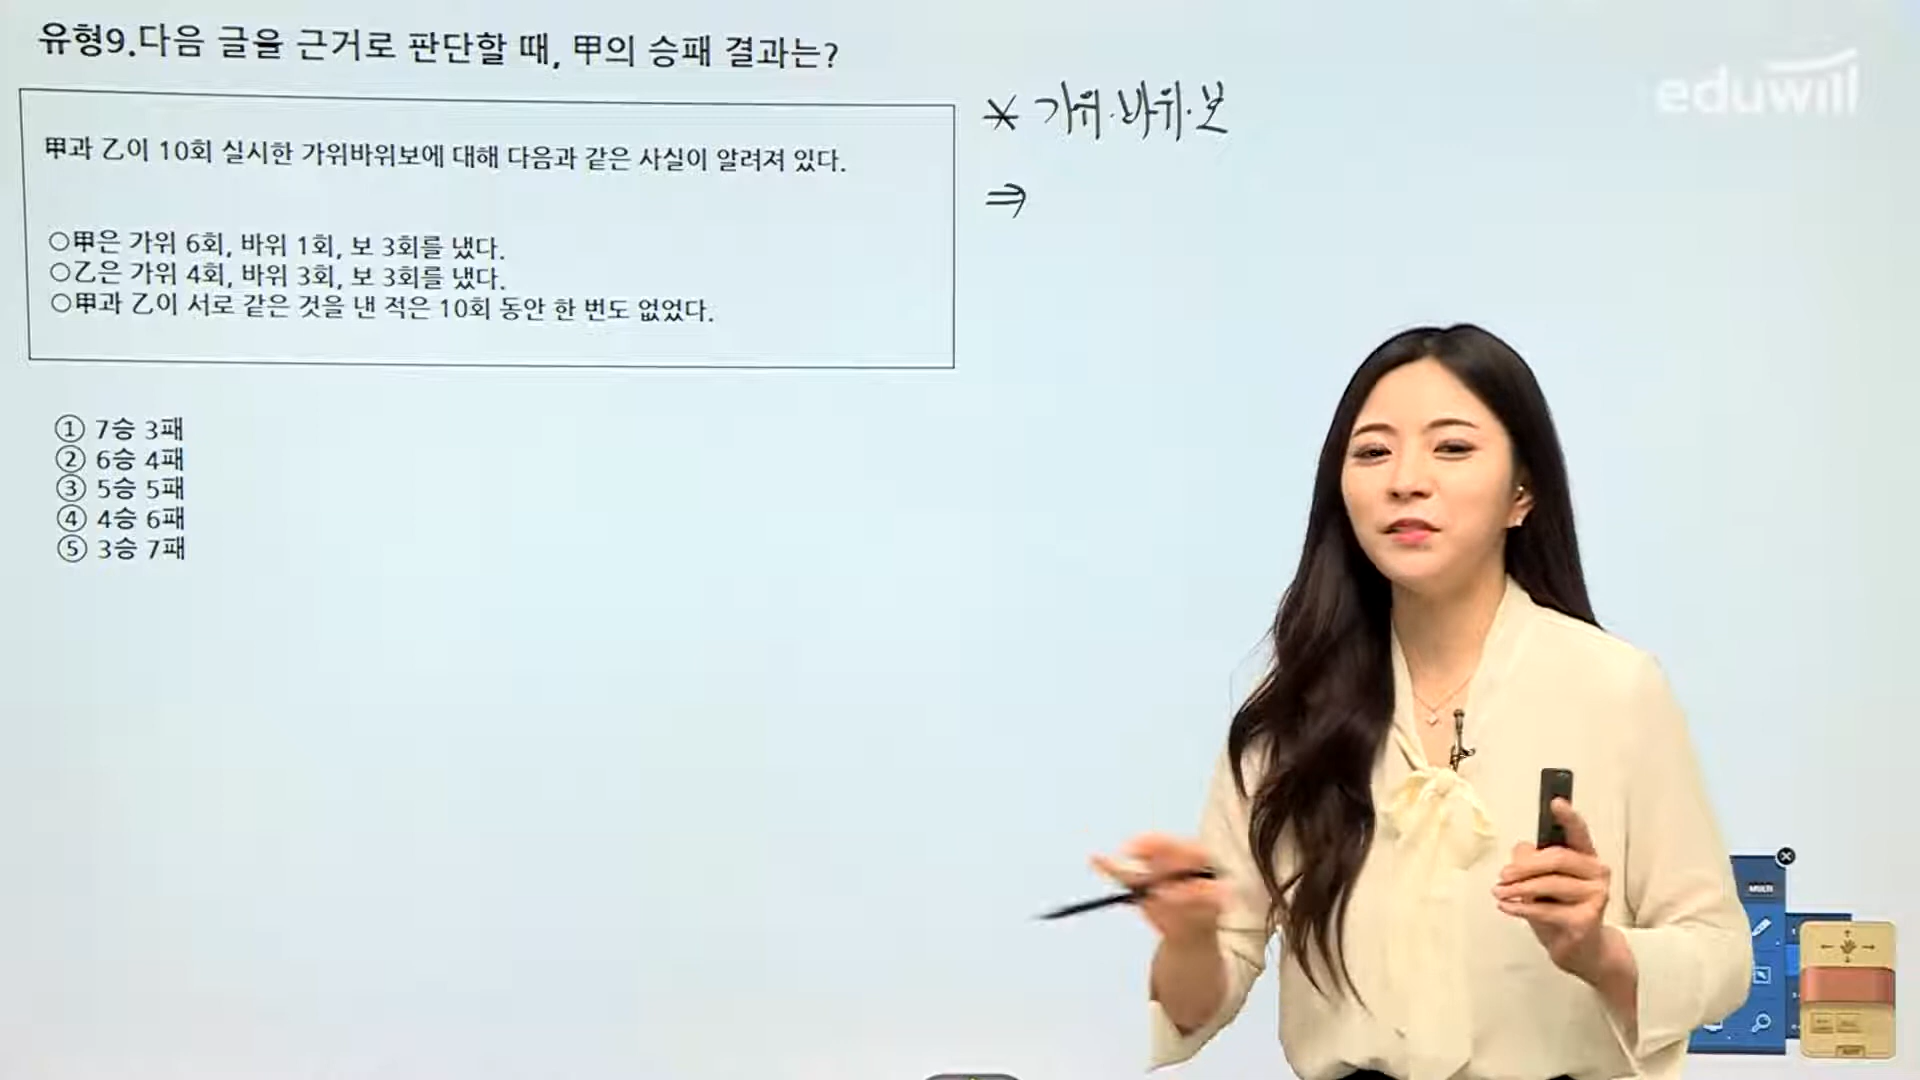 유형9.다음 글을 근거로 판단할 때, 甲의 승패 결과는?
eduwill
* 가위·바위·보
⇒
甲과 乙이 10회 실시한 가위바위보에 대해 다음과 같은 사실이 알려져 있다.
○甲은 가위 6회, 바위 1회, 보 3회를 냈다.
○乙은 가위 4회, 바위 3회, 보 3회를 냈다.
○甲과 乙이 서로 같은 것을 낸 적은 10회 동안 한 번도 없었다.
① 7승 3패
② 6승 4패
③ 5승 5패
④ 4승 6패
⑤ 3승 7패
MULTI